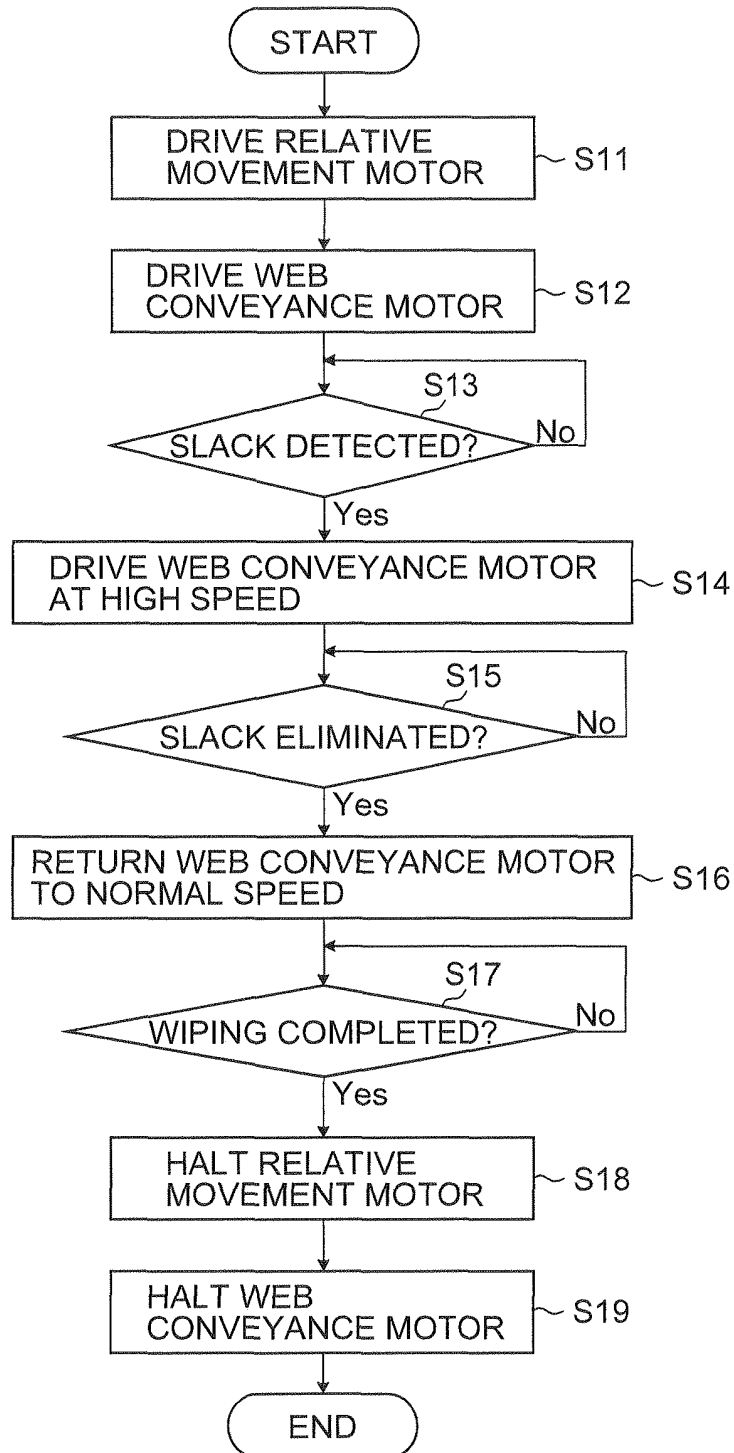 START
DRIVE RELATIVE
MOVEMENT MOTOR
S11
DRIVE WEB
CONVEYANCE MOTOR
S12
S13
SLACK DETECTED?
No
Yes
DRIVE WEB CONVEYANCE MOTOR
AT HIGH SPEED
S14
S15
SLACK ELIMINATED?
No
Yes
RETURN WEB CONVEYANCE MOTOR
TO NORMAL SPEED
S16
S17
WIPING COMPLETED?
No
Yes
HALT RELATIVE
MOVEMENT MOTOR
S18
HALT WEB
CONVEYANCE MOTOR
S19
END